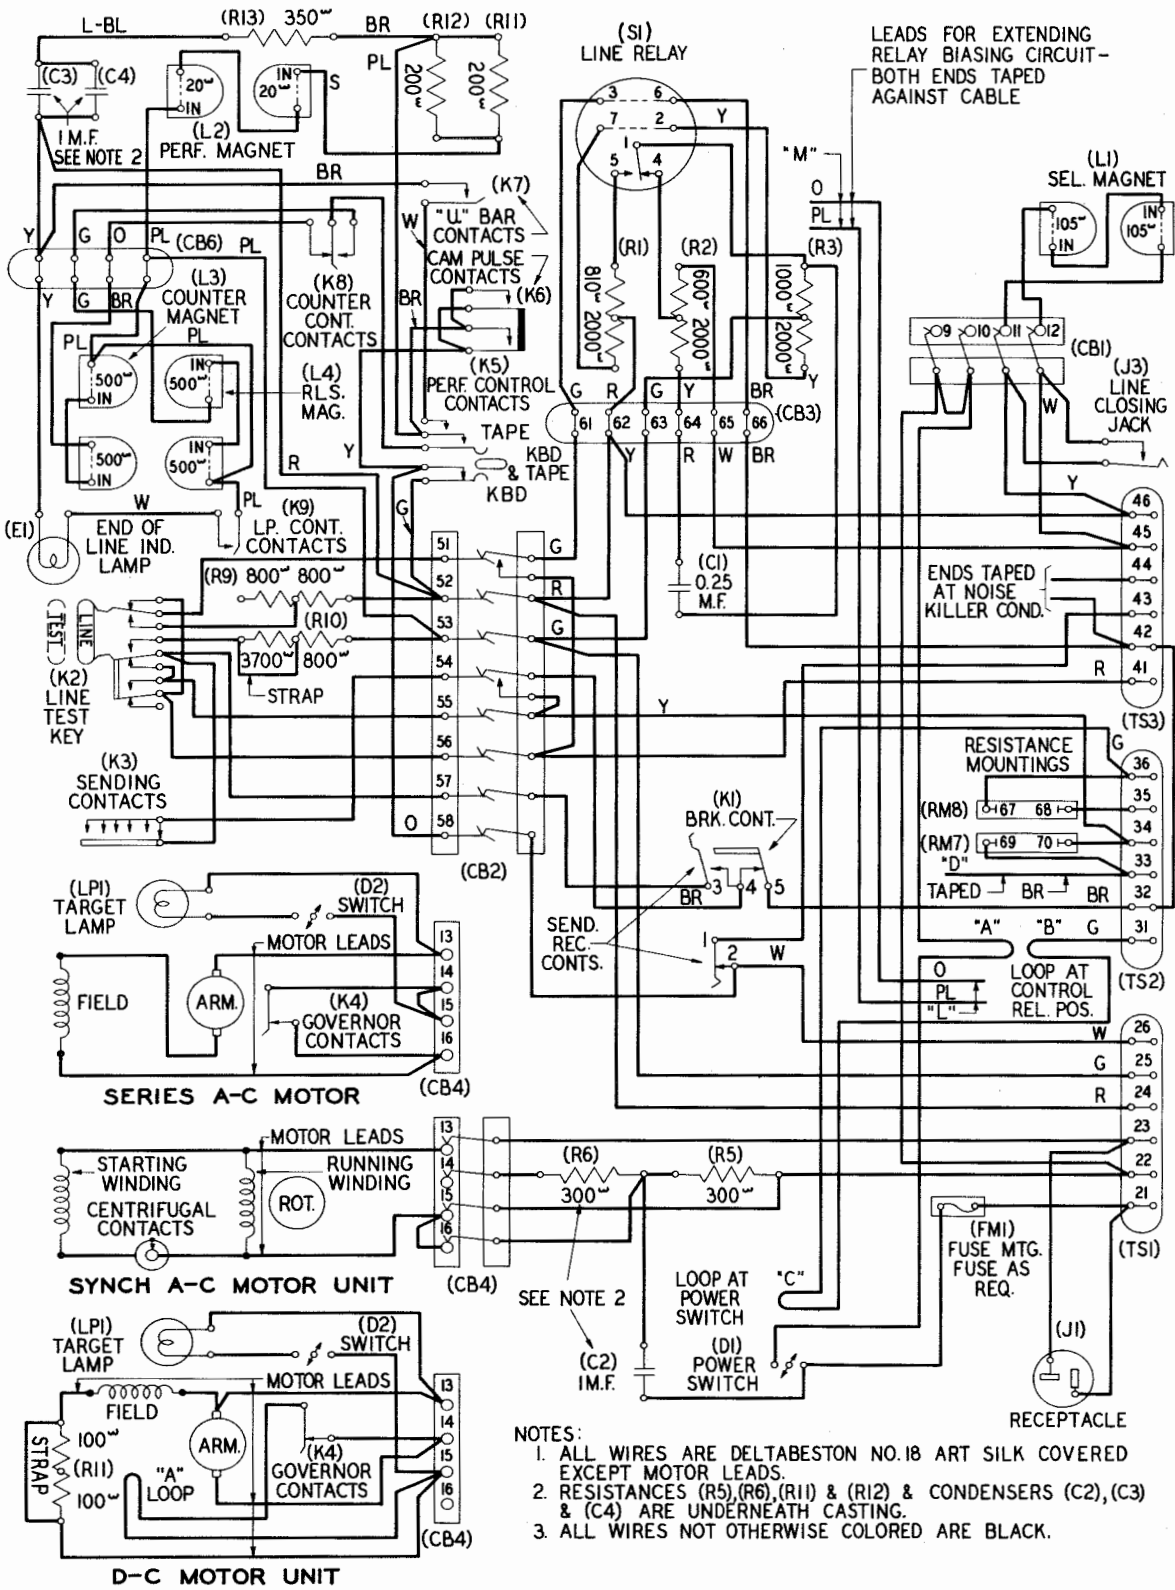 L-BL
(R13)
350ω
BR
(R12)
(R11)
PL
200ω
200ω
(S1)
LINE RELAY
LEADS FOR EXTENDING
RELAY BIASING CIRCUIT-
BOTH ENDS TAPED
AGAINST CABLE
(C3)
(C4)
1 M.F.
SEE NOTE 2
20ω
IN
IN
20ω
S
(L2)
PERF. MAGNET
3
6
7
2
1
5
4
Y
"M"
O
PL
(L1)
SEL. MAGNET
105ω
IN
IN
105ω
BR
(K7)
"U" BAR
CONTACTS
W
CAM PULSE
CONTACTS
(K6)
Y
G
O
PL
(CB6)
PL
Y
G
BR
(L3)
COUNTER
MAGNET
(K8)
COUNTER
CONT.
CONTACTS
BR
(K5)
PERF. CONTROL
CONTACTS
(R1)
810ω
2000ω
(R2)
600ω
2000ω
(R3)
1000ω
2000ω
G
R
G
Y
BR
Y
61
62
63
64
65
66
(CB3)
Y
R
W
BR
9
10
11
12
(CB1)
(J3)
LINE
CLOSING
JACK
W
Y
PL
PL
500ω
IN
IN
500ω
(L4)
RLS.
MAG.
500ω
IN
IN
500ω
R
Y
TAPE
KBD
& TAPE
KBD
G
(E1)
W
PL
END OF
LINE IND.
LAMP
(K9)
LP. CONT.
CONTACTS
(R9)
800ω
800ω
(R10)
3700ω
800ω
STRAP
TEST
LINE
(K2)
LINE
TEST
KEY
(K3)
SENDING
CONTACTS
51
52
53
54
55
56
57
58
O
(CB2)
G
R
G
Y
(C1)
0.25
M.F.
ENDS TAPED
AT NOISE
KILLER COND.
R
46
45
44
43
42
41
(TS3)
G
RESISTANCE
MOUNTINGS
(RM8)
67
68
(RM7)
69
70
"D"
TAPED
BR
BR
36
35
34
33
32
31
(TS2)
(K1)
BRK. CONT.
3
4
5
BR
SEND.
REC.
CONTS.
1
2
W
"A"
"B"
G
LOOP AT
CONTROL
REL. POS.
O
PL
"L"
(LP1)
TARGET
LAMP
(D2)
SWITCH
MOTOR LEADS
FIELD
ARM.
(K4)
GOVERNOR
CONTACTS
13
14
15
16
(CB4)
SERIES A-C MOTOR
W
G
R
26
25
24
23
22
21
(TS1)
MOTOR LEADS
STARTING
WINDING
RUNNING
WINDING
CENTRIFUGAL
CONTACTS
ROT.
13
14
15
16
(CB4)
SYNCH A-C MOTOR UNIT
(R6)
300ω
(R5)
300ω
SEE NOTE 2
(C2)
1 M.F.
LOOP AT
POWER
SWITCH
"C"
(D1)
POWER
SWITCH
(FM1)
FUSE MTG.
FUSE AS
REQ.
(J1)
RECEPTACLE
(LP1)
TARGET
LAMP
(D2)
SWITCH
MOTOR LEADS
FIELD
STRAP
100ω
(R11)
100ω
"A"
LOOP
ARM.
(K4)
GOVERNOR
CONTACTS
13
14
15
16
(CB4)
D-C MOTOR UNIT
NOTES:
1. ALL WIRES ARE DELTABESTON NO.18 ART SILK COVERED
EXCEPT MOTOR LEADS.
2. RESISTANCES (R5),(R6),(R11) & (R12) & CONDENSERS (C2),(C3)
& (C4) ARE UNDERNEATH CASTING.
3. ALL WIRES NOT OTHERWISE COLORED ARE BLACK.